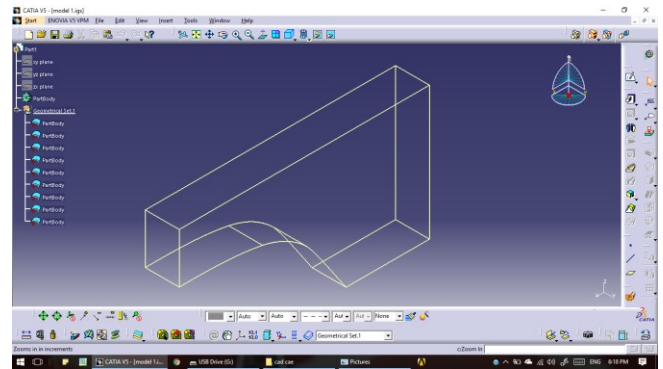 CATIA V5 - [model 1.igs]
Start ENOVIA V5 VPM File Edit View Insert Tools Window Help
Part1
xy plane
yz plane
zx plane
PartBody
Geometrical Set.1
PartBody
PartBody
PartBody
PartBody
PartBody
PartBody
PartBody
PartBody
PartBody
z
x
Auto Auto Aut Aut None
CATIA
Geometrical Set.1
Zooms in in increments
c:Zoom In
CATIA V5 - [model 1.i... USB Drive (G:) cad cae Pictures ENG 6:18 PM